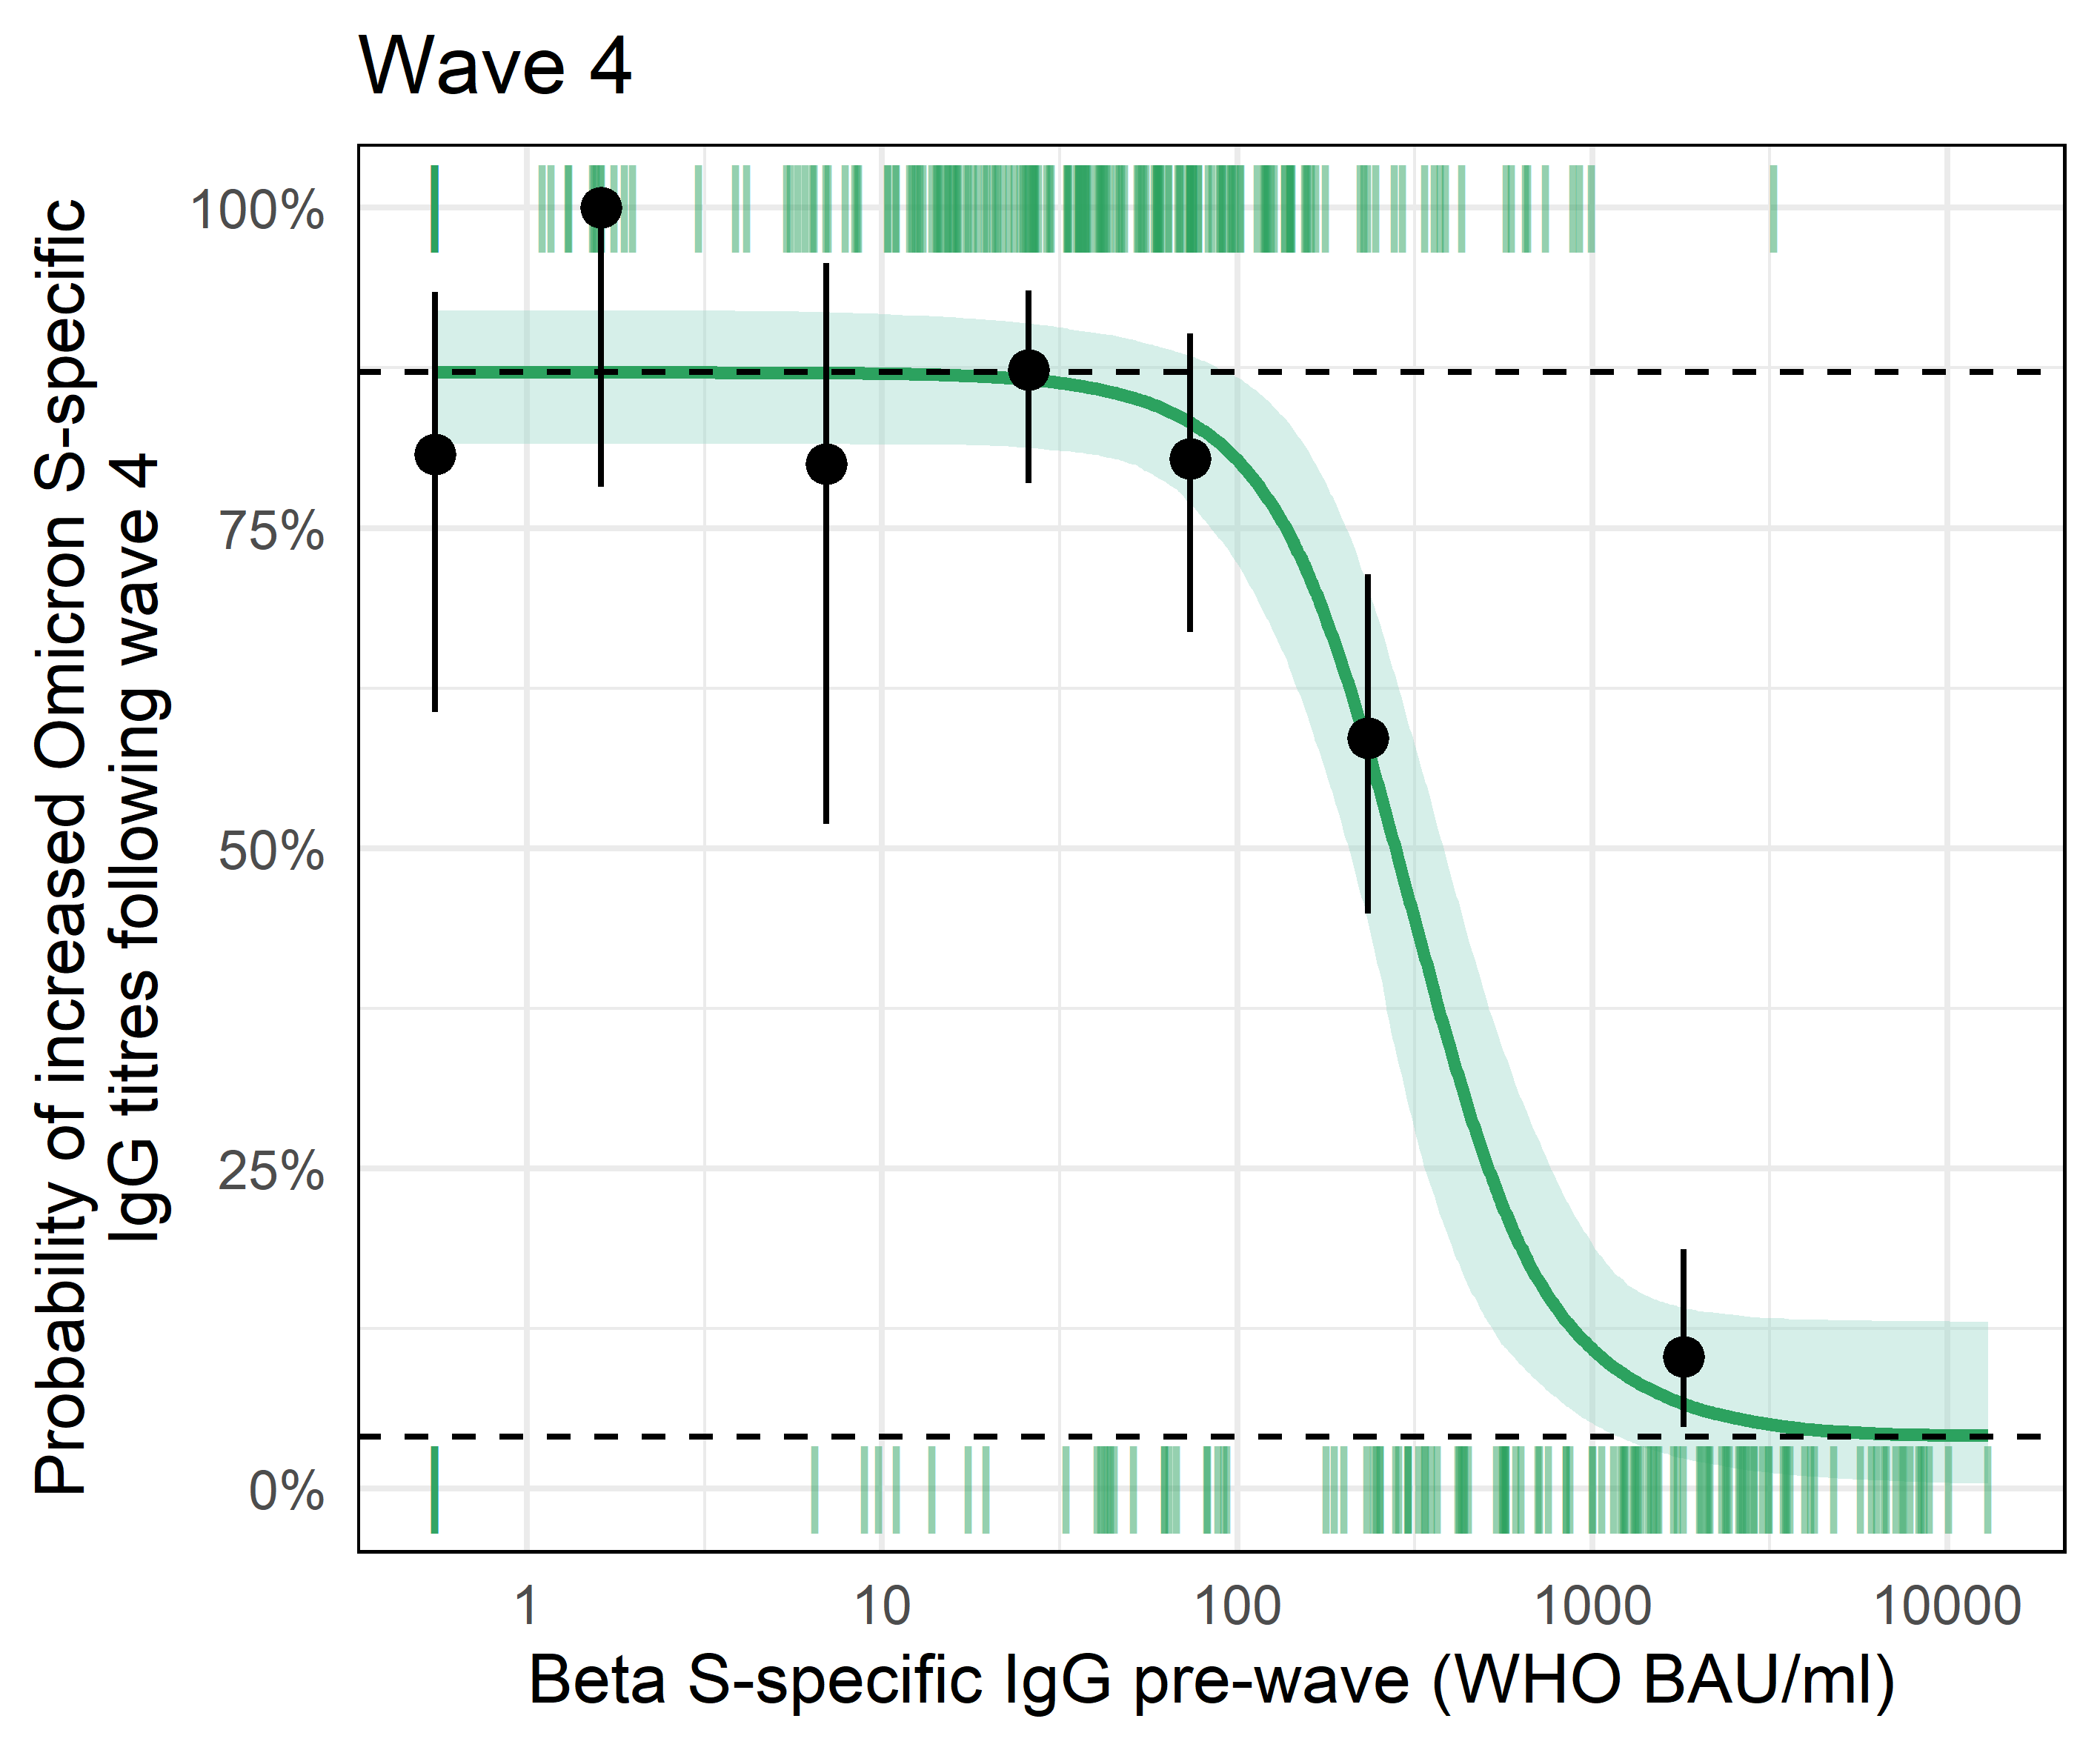 Wave 4
Probability of increased Omicron S-specific
IgG titres following wave 4
100%
75%
50%
25%
0%
1 10 100 1000 10000
Beta S-specific IgG pre-wave (WHO BAU/ml)